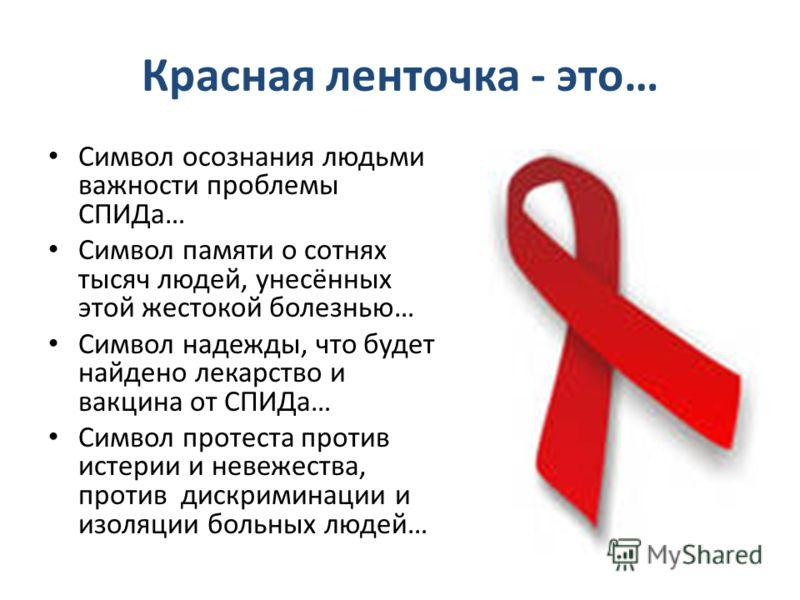 Красная ленточка - это…
• Символ осознания людьми
важности проблемы
СПИДа…
• Символ памяти о сотнях
тысяч людей, унесённых
этой жестокой болезнью…
• Символ надежды, что будет
найдено лекарство и
вакцина от СПИДа…
• Символ протеста против
истерии и невежества,
против  дискриминации и
изоляции больных людей…
MyShared